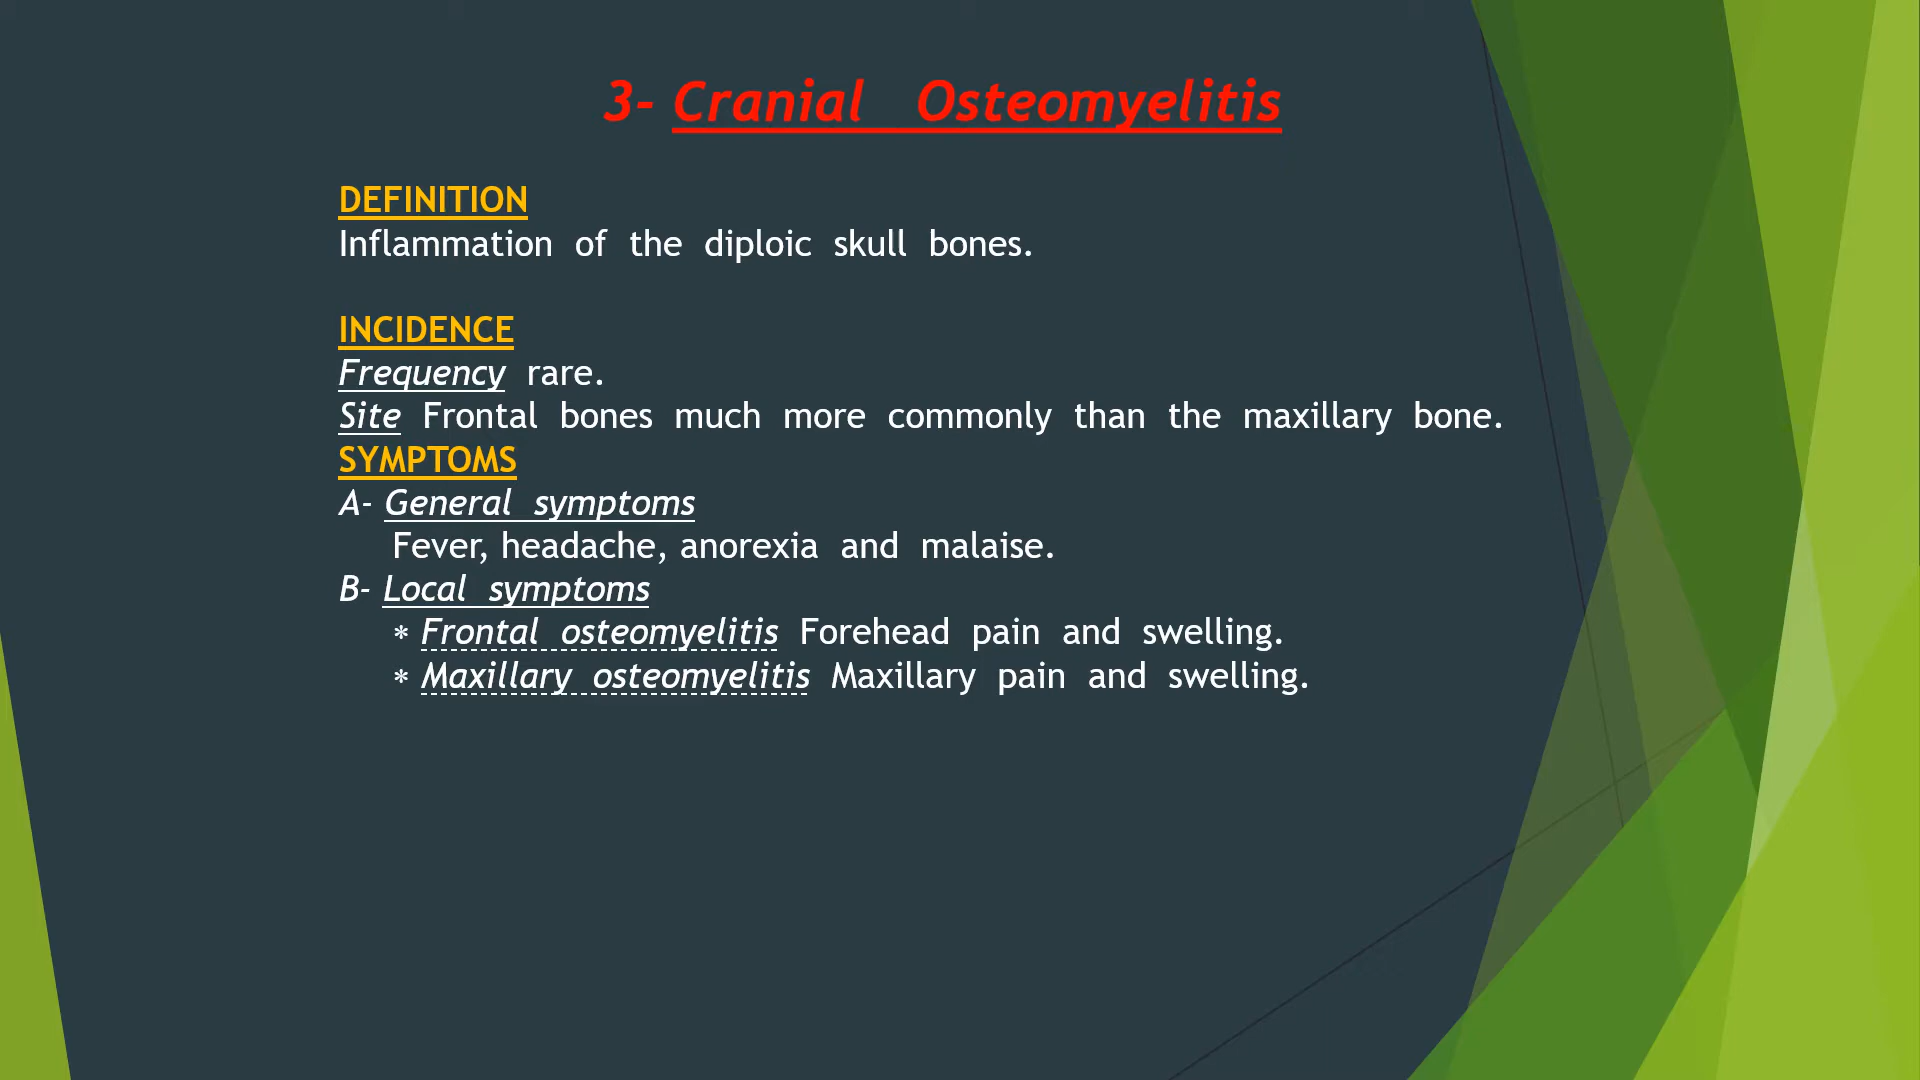 3- Cranial Osteomyelitis
DEFINITION
Inflammation of the diploic skull bones.
INCIDENCE
Frequency rare.
Site Frontal bones much more commonly than the maxillary bone.
SYMPTOMS
A- General symptoms
Fever, headache, anorexia and malaise.
B- Local symptoms
* Frontal osteomyelitis Forehead pain and swelling.
* Maxillary osteomyelitis Maxillary pain and swelling.